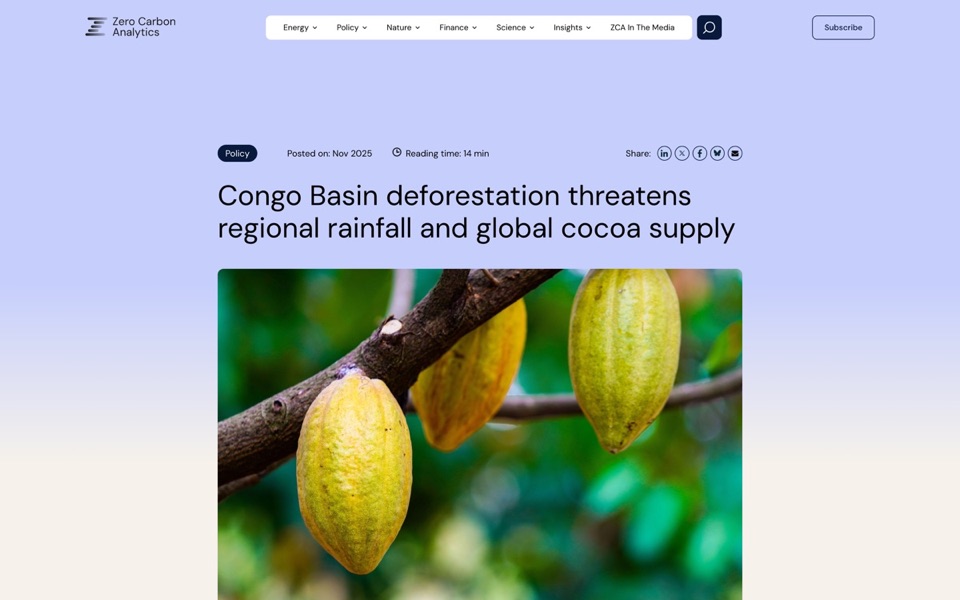 Zero Carbon
Analytics
Energy Policy Nature Finance Science Insights ZCA In The Media
Subscribe
Policy
Posted on: Nov 2025
Reading time: 14 min
Share:
Congo Basin deforestation threatens
regional rainfall and global cocoa supply